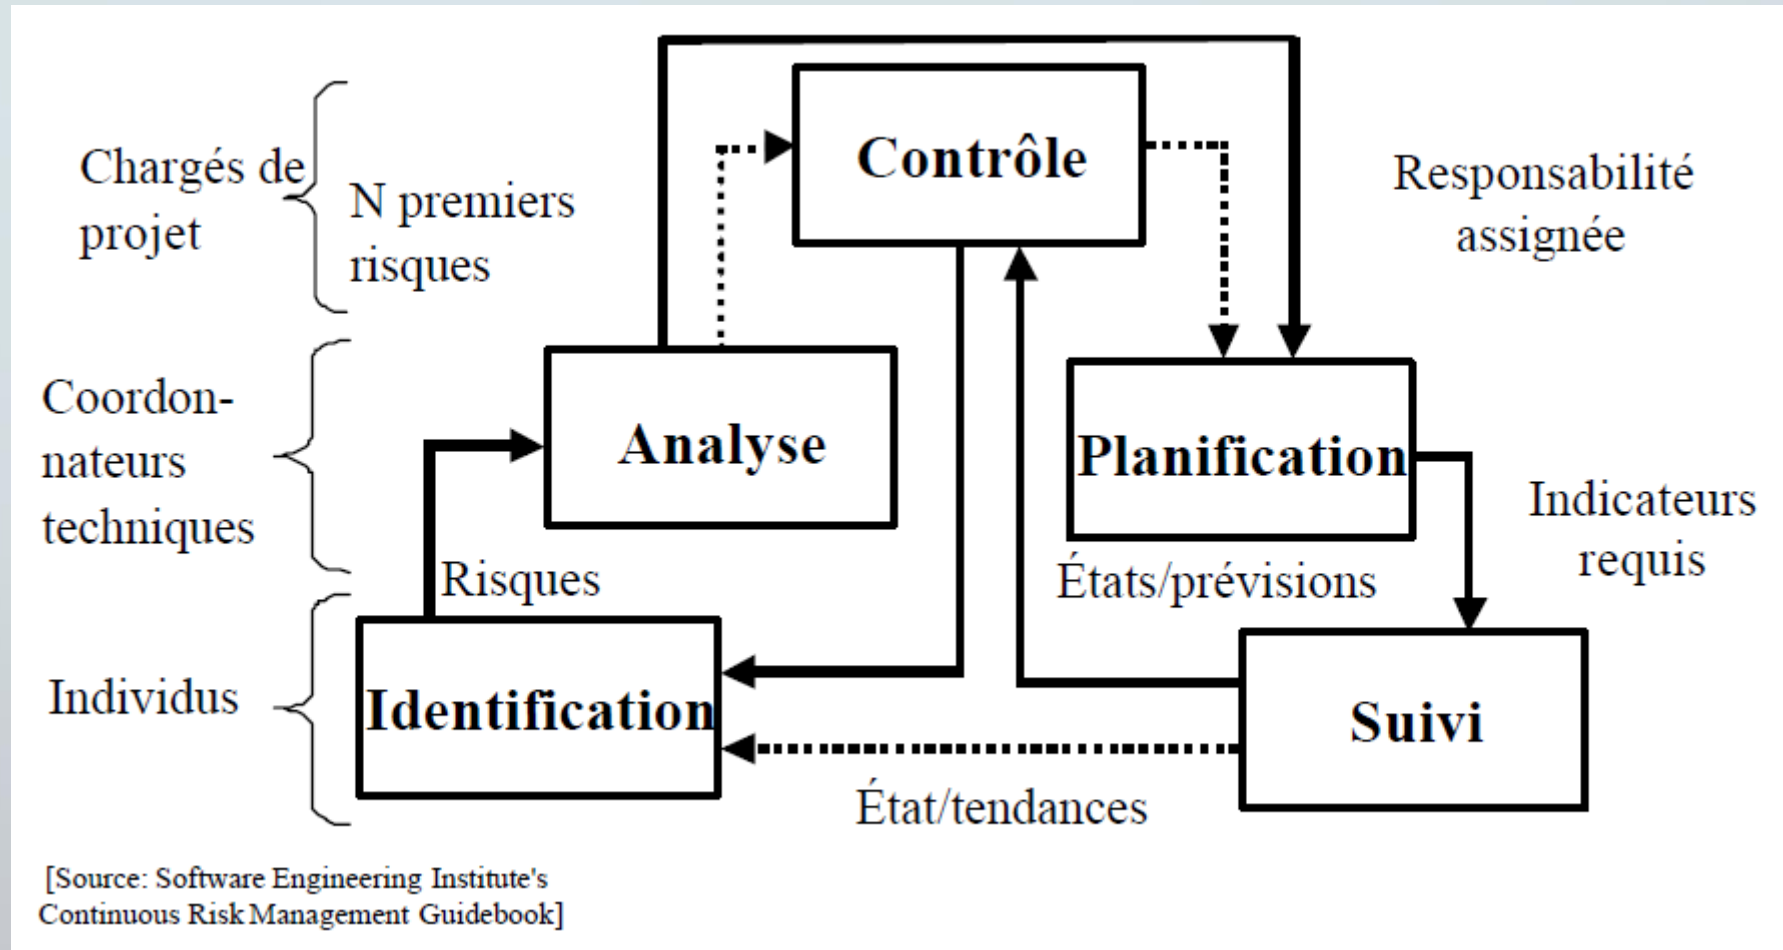 Chargés de
projet
N premiers
risques
Contrôle
Responsabilité
assignée
Coordon-
nateurs
techniques
Analyse
Planification
Indicateurs
requis
Risques
États/prévisions
Individus
Identification
Suivi
État/tendances
[Source: Software Engineering Institute's
Continuous Risk Management Guidebook]